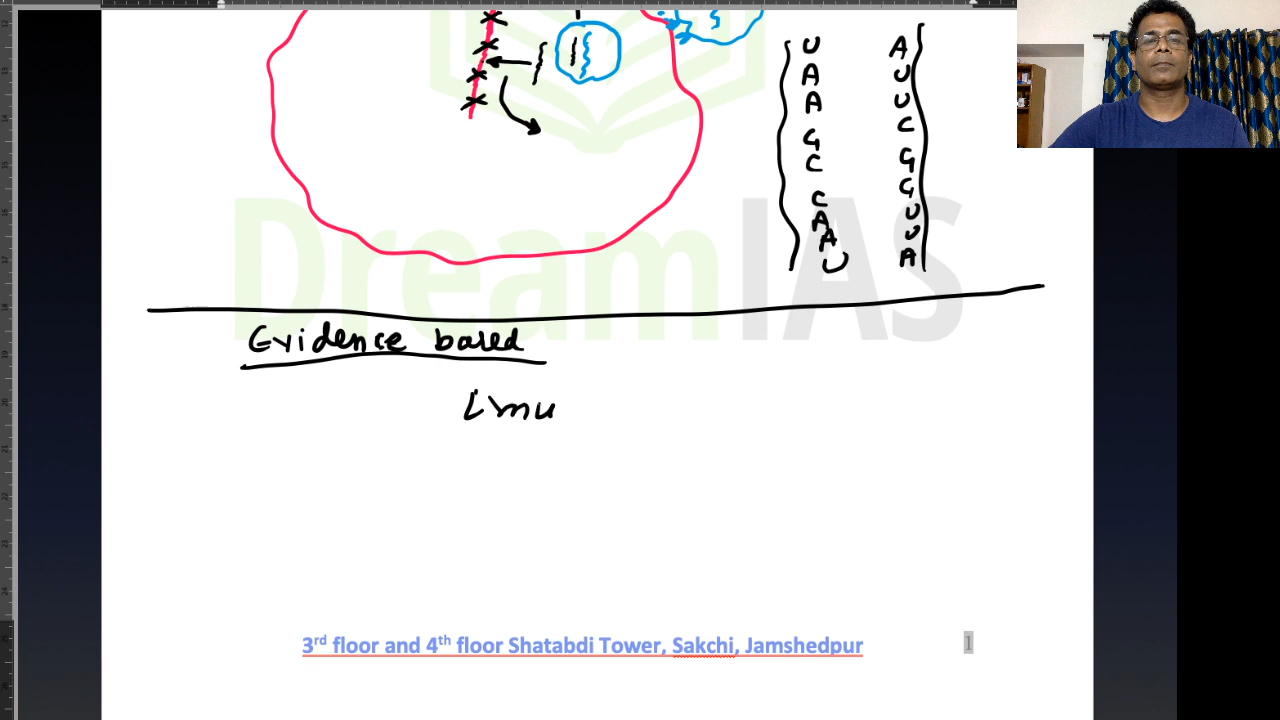 U A
A U
A U
G C
C G
C G
A U
A U
U A
DreamIAS
Evidence based
3rd floor and 4th floor Shatabdi Tower, Sakchi, Jamshedpur
1